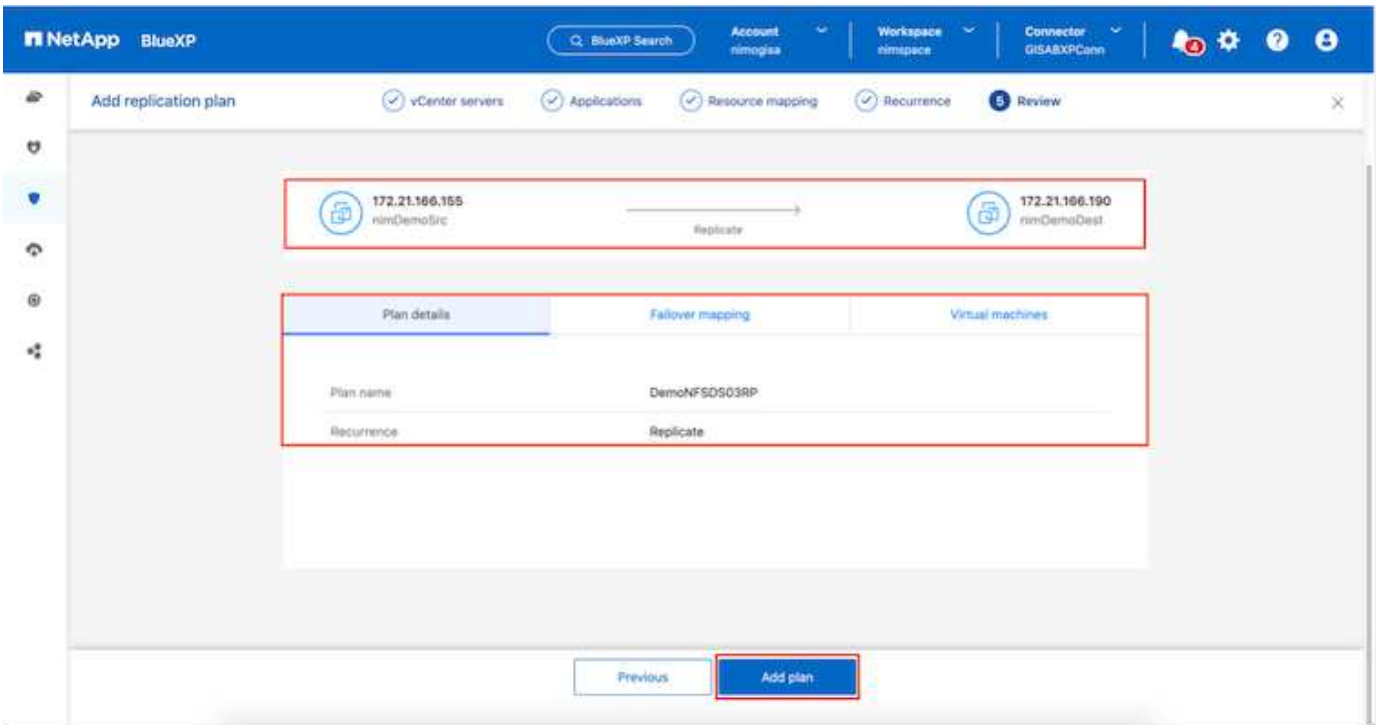 NetApp BlueXP
BlueXP Search
Account
nimogisa
Workspace
nimspace
Connector
GISABXPConn
4
Add replication plan
vCenter servers
Applications
Resource mapping
Recurrence
5 Review
172.21.166.155
nimDemoSrc
Replicate
172.21.166.190
nimDemoDest
Plan details
Failover mapping
Virtual machines
Plan name DemoNFSDS03RP
Recurrence Replicate
Previous
Add plan